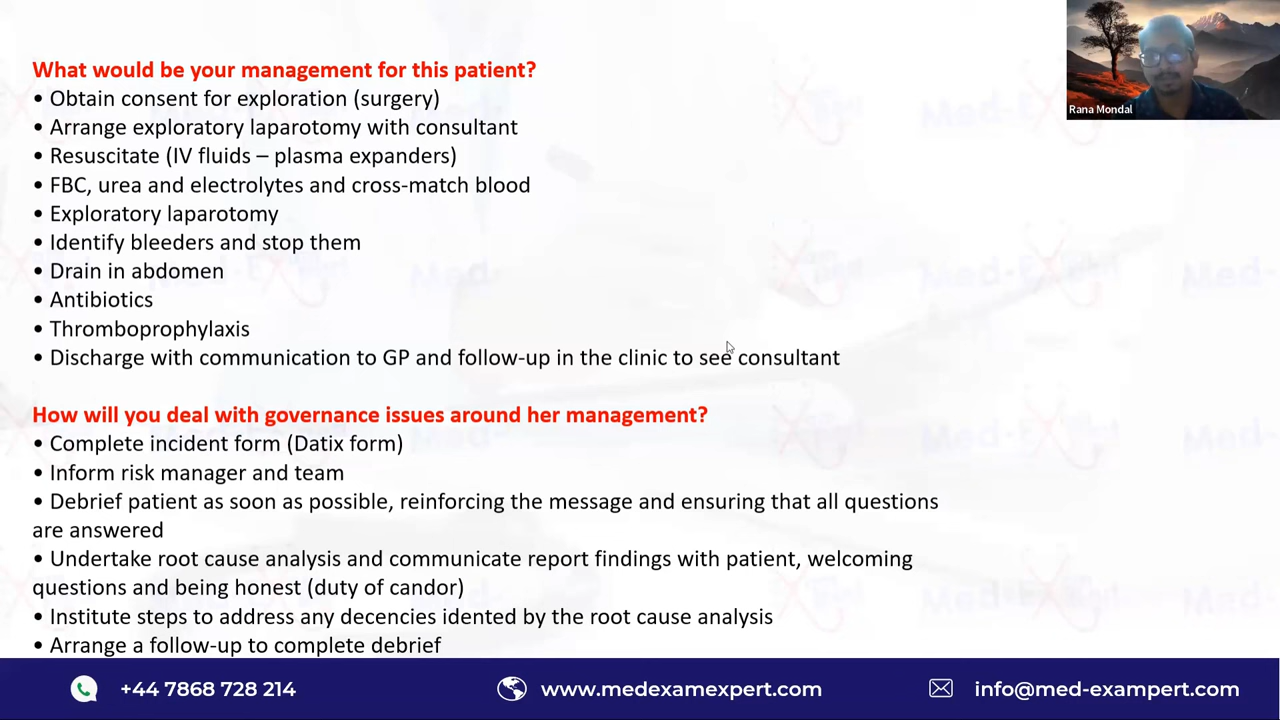 What would be your management for this patient?
• Obtain consent for exploration (surgery)
• Arrange exploratory laparotomy with consultant
• Resuscitate (IV fluids – plasma expanders)
• FBC, urea and electrolytes and cross-match blood
• Exploratory laparotomy
• Identify bleeders and stop them
• Drain in abdomen
• Antibiotics
• Thromboprophylaxis
• Discharge with communication to GP and follow-up in the clinic to see consultant
How will you deal with governance issues around her management?
• Complete incident form (Datix form)
• Inform risk manager and team
• Debrief patient as soon as possible, reinforcing the message and ensuring that all questions
are answered
• Undertake root cause analysis and communicate report findings with patient, welcoming
questions and being honest (duty of candor)
• Institute steps to address any decencies idented by the root cause analysis
• Arrange a follow-up to complete debrief
Rana Mondal
+44 7868 728 214
www.medexamexpert.com
info@med-exampert.com